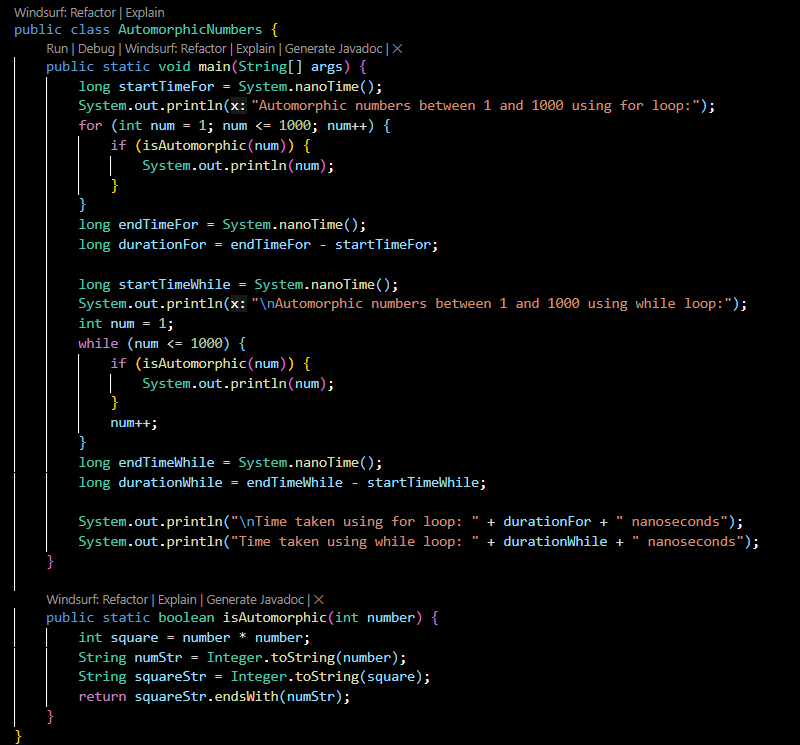 Windsurf: Refactor | Explain
public class AutomorphicNumbers {
Run | Debug | Windsurf: Refactor | Explain | Generate Javadoc | ✕
public static void main(String[] args) {
long startTimeFor = System.nanoTime();
System.out.println(x: "Automorphic numbers between 1 and 1000 using for loop:");
for (int num = 1; num <= 1000; num++) {
if (isAutomorphic(num)) {
System.out.println(num);
}
}
long endTimeFor = System.nanoTime();
long durationFor = endTimeFor - startTimeFor;
long startTimeWhile = System.nanoTime();
System.out.println(x: "\nAutomorphic numbers between 1 and 1000 using while loop:");
int num = 1;
while (num <= 1000) {
if (isAutomorphic(num)) {
System.out.println(num);
}
num++;
}
long endTimeWhile = System.nanoTime();
long durationWhile = endTimeWhile - startTimeWhile;
System.out.println("\nTime taken using for loop: " + durationFor + " nanoseconds");
System.out.println("Time taken using while loop: " + durationWhile + " nanoseconds");
}
Windsurf: Refactor | Explain | Generate Javadoc | ✕
public static boolean isAutomorphic(int number) {
int square = number * number;
String numStr = Integer.toString(number);
String squareStr = Integer.toString(square);
return squareStr.endsWith(numStr);
}
}